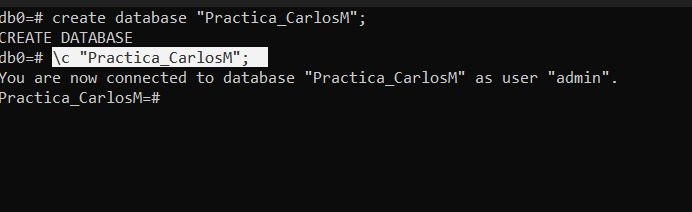 db0=# create database "Practica_CarlosM";
CREATE DATABASE
db0=# \c "Practica_CarlosM";
You are now connected to database "Practica_CarlosM" as user "admin".
Practica_CarlosM=#